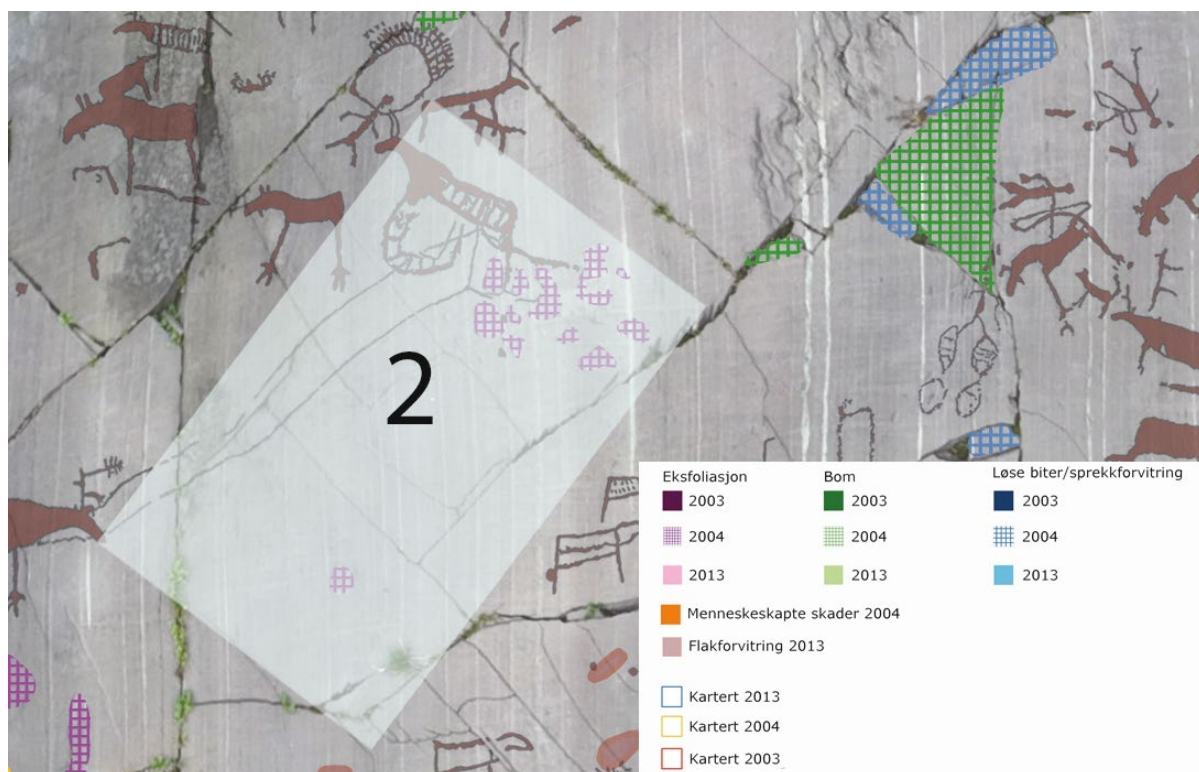 2
Eksfoliasjon Bom Løse biter/sprekkforvitring
2003 2003 2003
2004 2004 2004
2013 2013 2013
Menneskeskapte skader 2004
Flakforvitring 2013
Kartert 2013
Kartert 2004
Kartert 2003